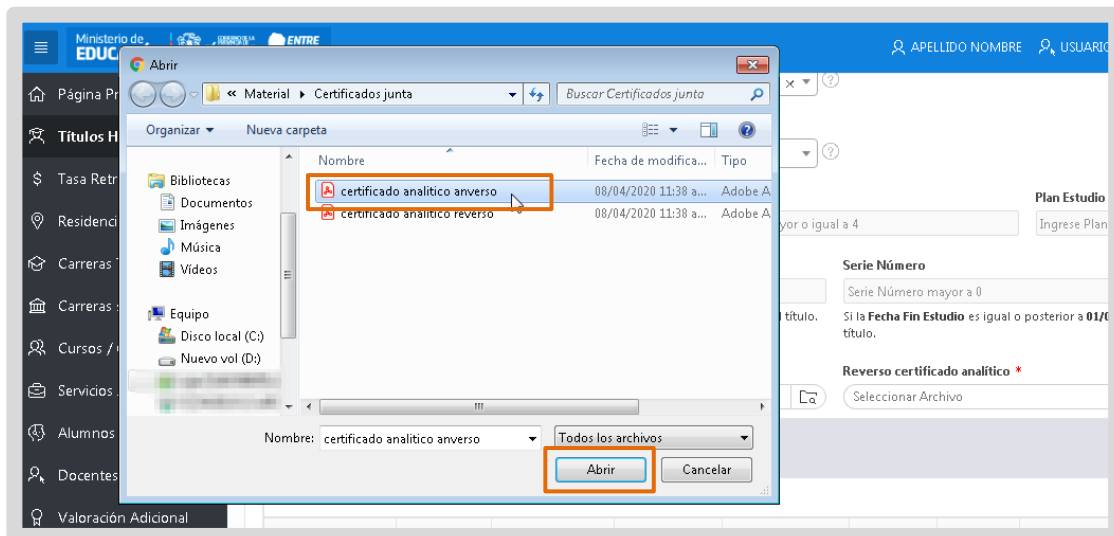 Ministerio de
EDUC
ENTRE
APELLIDO NOMBRE
USUARIO
Abrir
« Material ▸ Certificados junta
Buscar Certificados junta
Organizar
Nueva carpeta
Nombre
Fecha de modifica...
Tipo
certificado analitico anverso
08/04/2020 11:38 a...
Adobe A
certificado analitico reverso
08/04/2020 11:38 a...
Adobe A
Bibliotecas
Documentos
Imágenes
Música
Vídeos
Equipo
Disco local (C:)
Nuevo vol (D:)
Nombre:
certificado analitico anverso
Todos los archivos
Abrir
Cancelar
Página Pr
Títulos H
Tasa Retr
Residenci
Carreras
Carreras
Cursos /
Servicios
Alumnos
Docentes
Valoración Adicional
Plan Estudio
yor o igual a 4
Ingrese Plan
Serie Número
Serie Número mayor a 0
l título.
Si la Fecha Fin Estudio es igual o posterior a 01/0
título.
Reverso certificado analítico *
Seleccionar Archivo